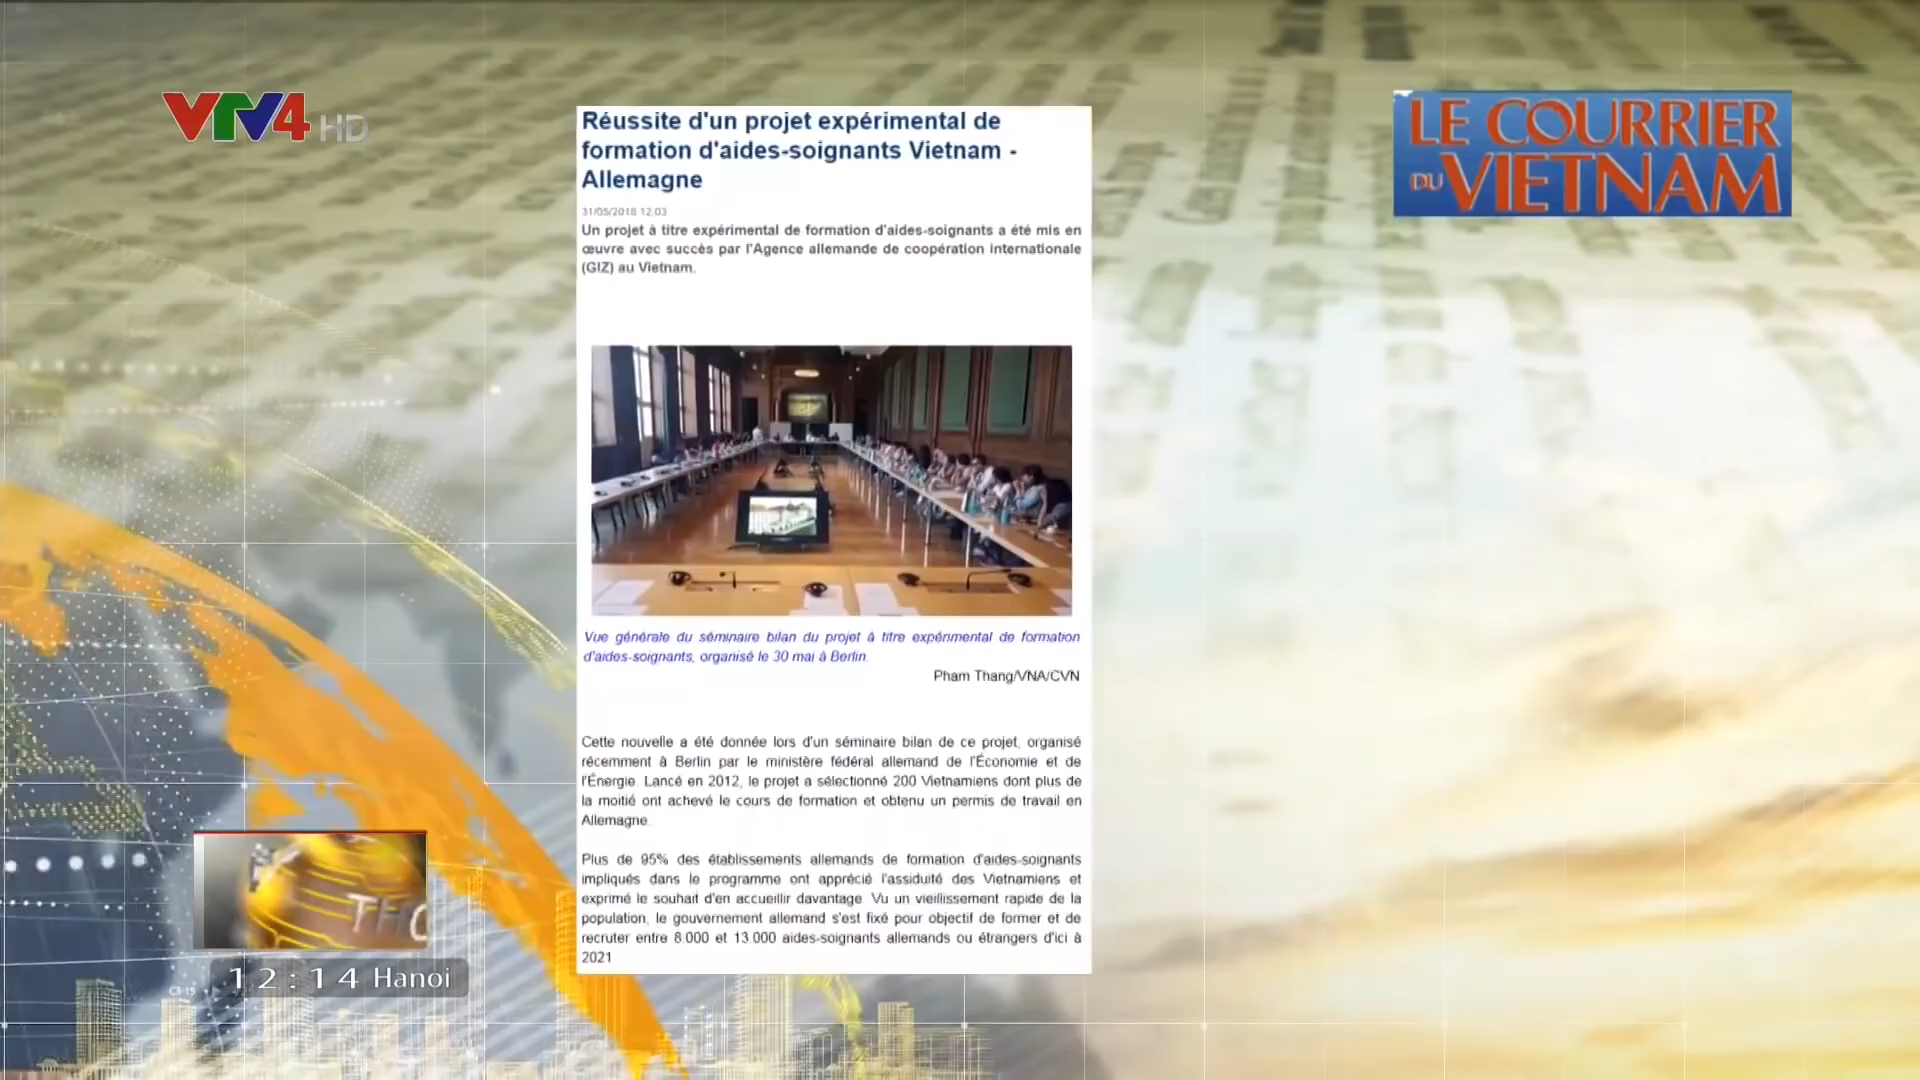 VTV4 HD
LE COURRIER
DU VIETNAM
Réussite d'un projet expérimental de
formation d'aides-soignants Vietnam -
Allemagne
31/05/2018 12:03
Un projet à titre expérimental de formation d'aides-soignants a été mis en
œuvre avec succès par l'Agence allemande de coopération internationale
(GIZ) au Vietnam.
Vue générale du séminaire bilan du projet à titre expérimental de formation
d'aides-soignants, organisé le 30 mai à Berlin.
Pham Thang/VNA/CVN
Cette nouvelle a été donnée lors d'un séminaire bilan de ce projet, organisé
récemment à Berlin par le ministère fédéral allemand de l'Économie et de
l'Énergie. Lancé en 2012, le projet a sélectionné 200 Vietnamiens dont plus de
la moitié ont achevé le cours de formation et obtenu un permis de travail en
Allemagne.
Plus de 95% des établissements allemands de formation d'aides-soignants
impliqués dans le programme ont apprécié l'assiduité des Vietnamiens et
exprimé le souhait d'en accueillir davantage. Vu un vieillissement rapide de la
population, le gouvernement allemand s'est fixé pour objectif de former et de
recruter entre 8.000 et 13.000 aides-soignants allemands ou étrangers d'ici à
2021
12:14 Hanoi